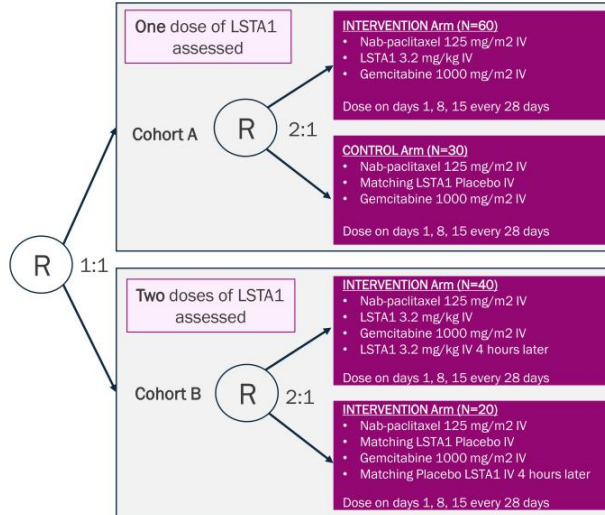 One dose of LSTA1
assessed
INTERVENTION Arm (N=60)
• Nab-paclitaxel 125 mg/m2 IV
• LSTA1 3.2 mg/kg IV
• Gemcitabine 1000 mg/m2 IV
Dose on days 1, 8, 15 every 28 days
Cohort A
R
2:1
CONTROL Arm (N=30)
• Nab-paclitaxel 125 mg/m2 IV
• Matching LSTA1 Placebo IV
• Gemcitabine 1000 mg/m2 IV
Dose on days 1, 8, 15 every 28 days
R
1:1
Two doses of LSTA1
assessed
INTERVENTION Arm (N=40)
• Nab-paclitaxel 125 mg/m2 IV
• LSTA1 3.2 mg/kg IV
• Gemcitabine 1000 mg/m2 IV
• LSTA1 3.2 mg/kg IV 4 hours later
Dose on days 1, 8, 15 every 28 days
Cohort B
R
2:1
INTERVENTION Arm (N=20)
• Nab-paclitaxel 125 mg/m2 IV
• Matching LSTA1 Placebo IV
• Gemcitabine 1000 mg/m2 IV
• Matching Placebo LSTA1 IV 4 hours later
Dose on days 1, 8, 15 every 28 days